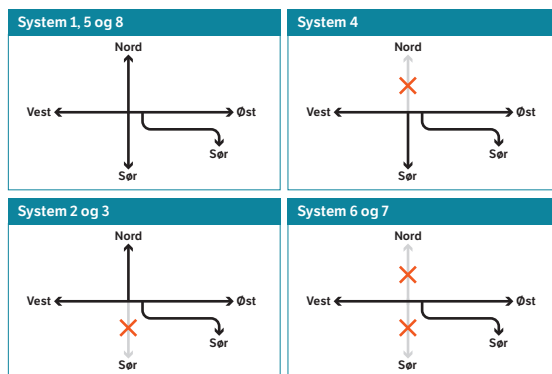 System 1, 5 og 8
Nord
Vest
Øst
Sør
Sør
System 4
Nord
Vest
Øst
Sør
Sør
System 2 og 3
Nord
Vest
Øst
Sør
Sør
System 6 og 7
Nord
Vest
Øst
Sør
Sør